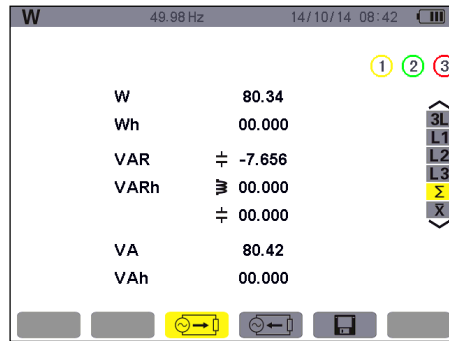 W 49.98 Hz 14/10/14 08:42
1 2 3
W 80.34
Wh 00.000
VAR -7.656
VARh 00.000
00.000
VA 80.42
VAh 00.000
3L
L1
L2
L3
Σ
X̅